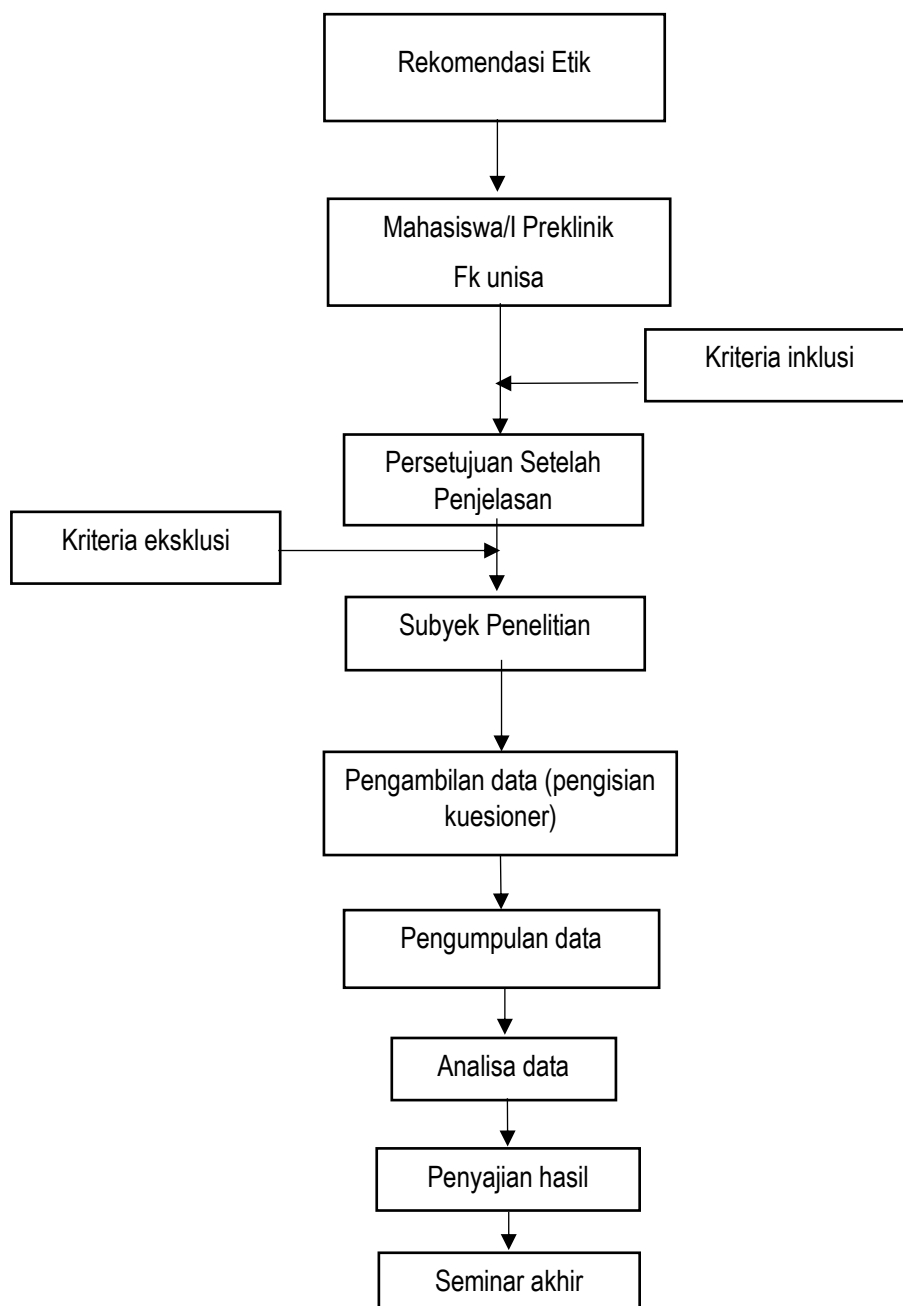 Rekomendasi Etik
Mahasiswa/I Preklinik
Fk unisa
Kriteria inklusi
Persetujuan Setelah
Penjelasan
Kriteria eksklusi
Subyek Penelitian
Pengambilan data (pengisian
kuesioner)
Pengumpulan data
Analisa data
Penyajian hasil
Seminar akhir